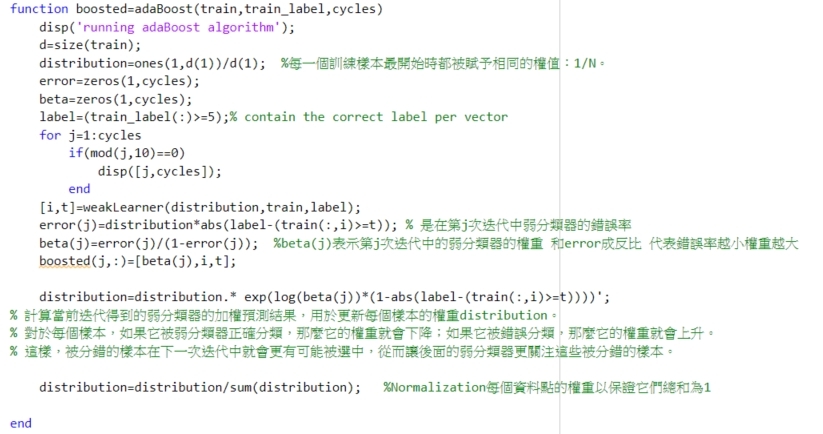 function boosted=adaBoost(train,train_label,cycles)
disp('running adaBoost algorithm');
d=size(train);
distribution=ones(1,d(1))/d(1); %每一個訓練樣本最開始時都被賦予相同的權值：1/N。
error=zeros(1,cycles);
beta=zeros(1,cycles);
label=(train_label(:)>=5);% contain the correct label per vector
for j=1:cycles
if(mod(j,10)==0)
disp([j,cycles]);
end
[i,t]=weakLearner(distribution,train,label);
error(j)=distribution*abs(label-(train(:,i)>=t)); % 是在第j次迭代中弱分類器的錯誤率
beta(j)=error(j)/(1-error(j)); %beta(j)表示第j次迭代中的弱分類器的權重 和error成反比 代表錯誤率越小權重越大
boosted(j,:)=[beta(j),i,t];
distribution=distribution.* exp(log(beta(j))*(1-abs(label-(train(:,i)>=t))))';
% 計算當前迭代得到的弱分類器的加權預測結果，用於更新每個樣本的權重distribution。
% 對於每個樣本，如果它被弱分類器正確分類，那麼它的權重就會下降；如果它被錯誤分類，那麼它的權重就會上升。
% 這樣，被分錯的樣本在下一次迭代中就會更有可能被選中，從而讓後面的弱分類器更關注這些被分錯的樣本。
distribution=distribution/sum(distribution); %Normalization每個資料點的權重以保證它們總和為1
end